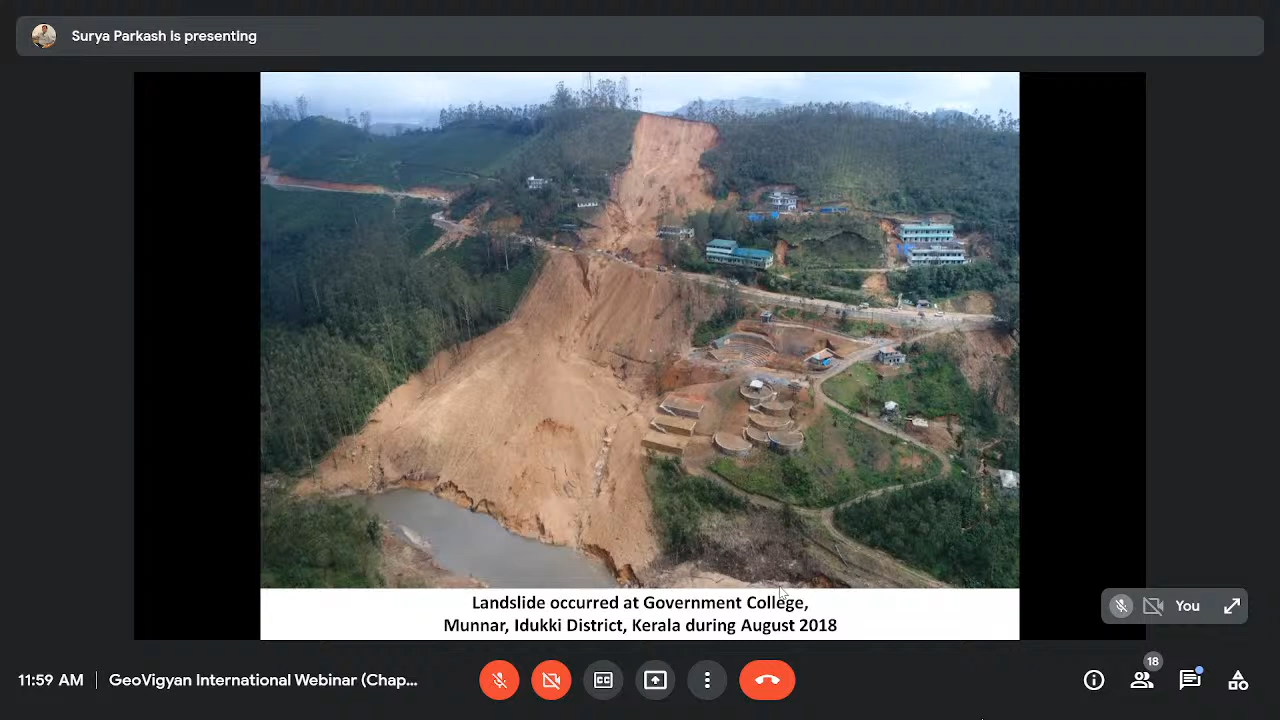 Surya Parkash is presenting
Landslide occurred at Government College,
Munnar, Idukki District, Kerala during August 2018
You
18
11:59 AM | GeoVigyan International Webinar (Chap...